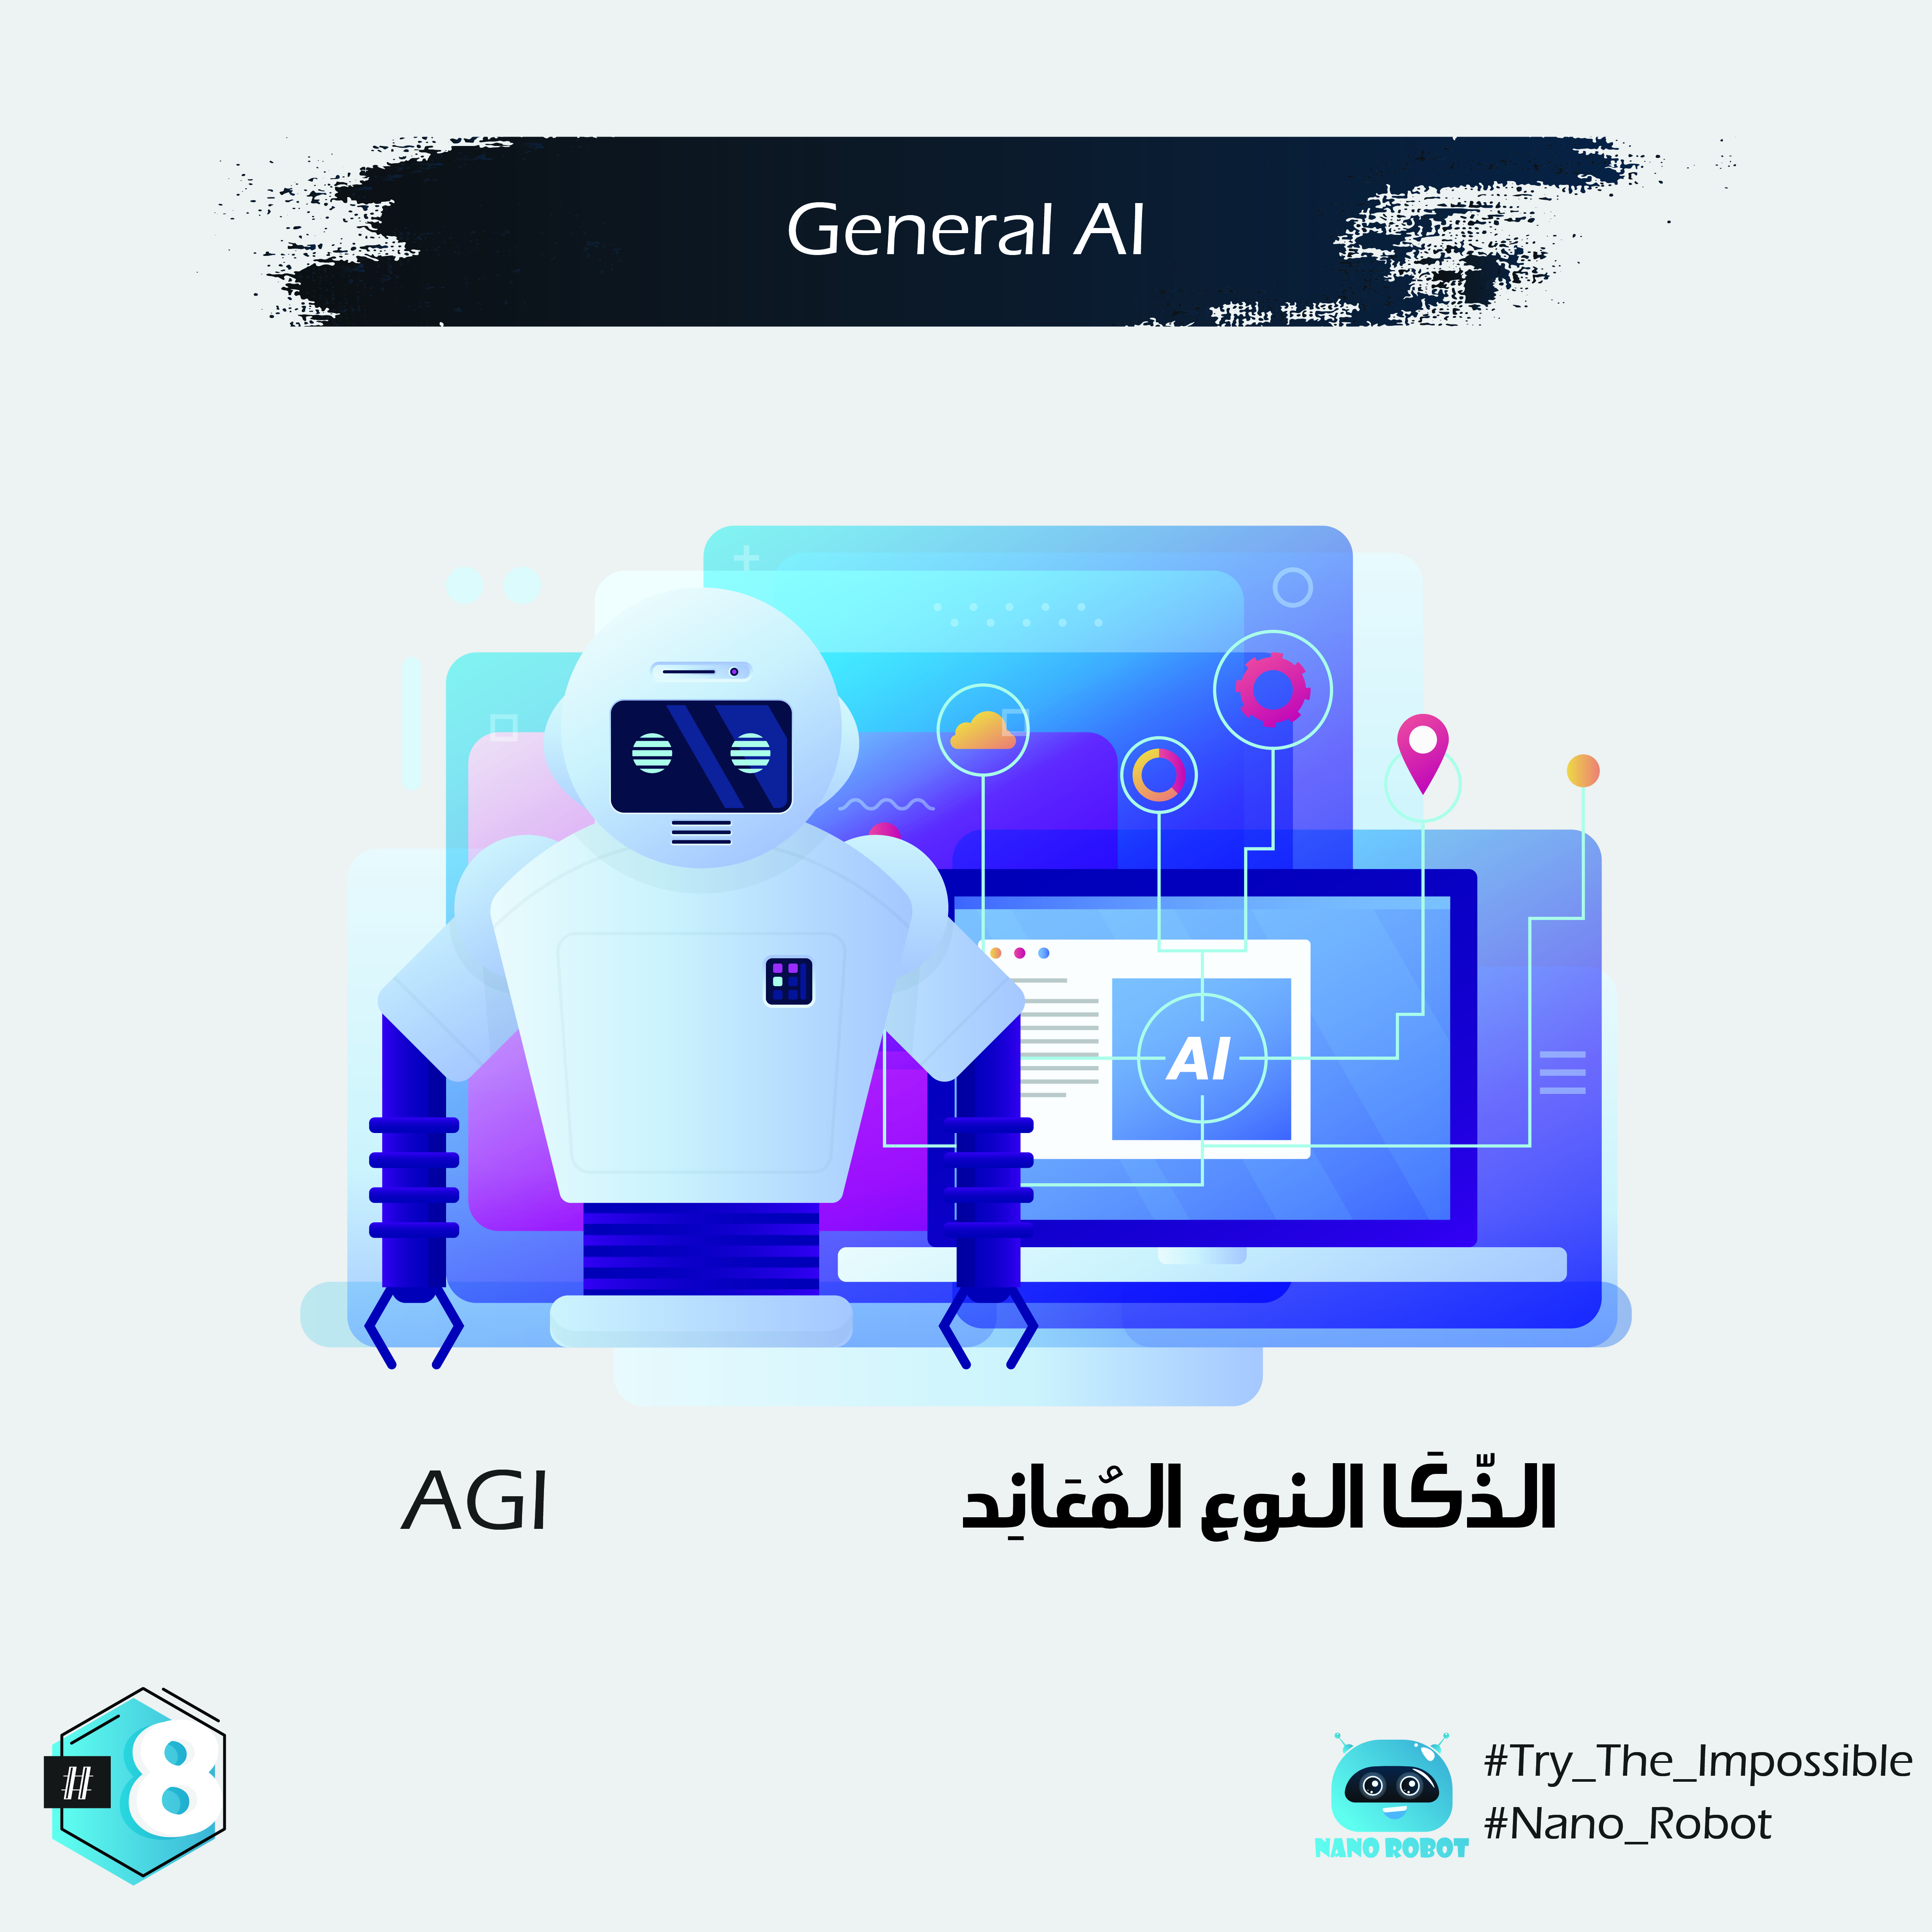 General AI
AI
AGI
الذَّكَا النوع المُعَانِد
#8
NANO ROBOT
#Try_The_Impossible
#Nano_Robot